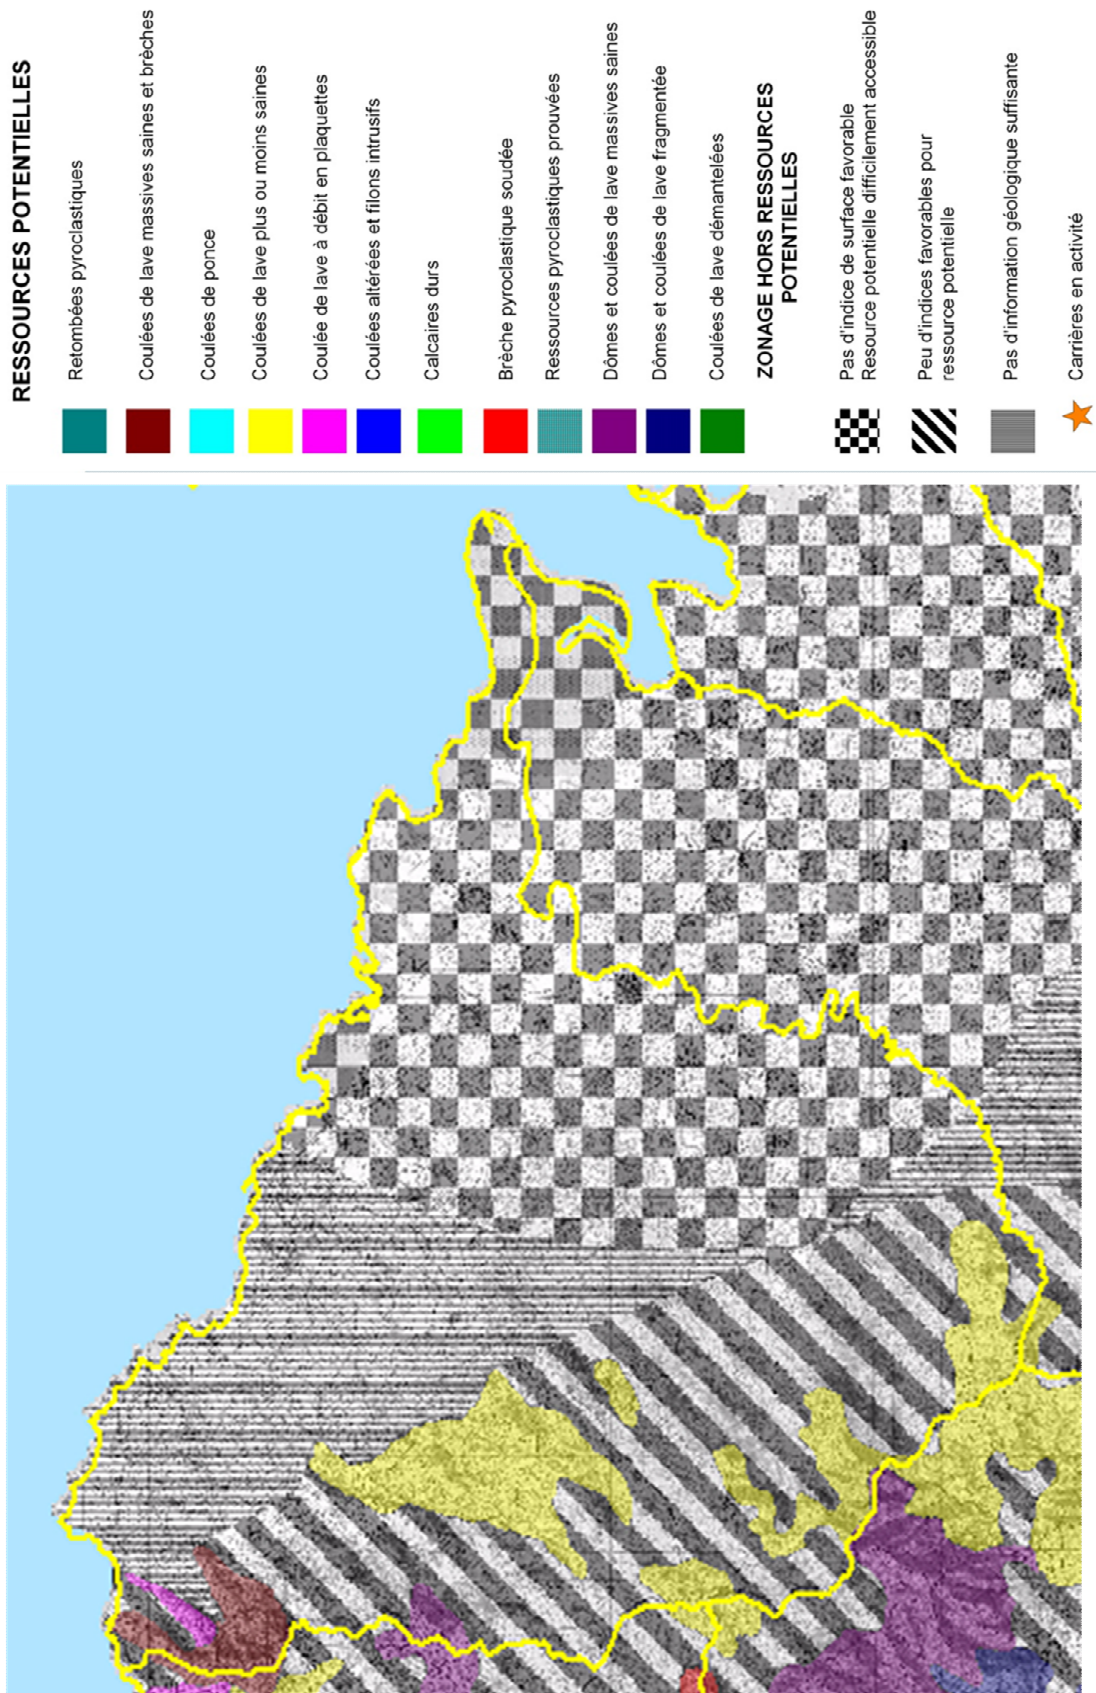 RESSOURCES POTENTIELLES
Retombées pyroclastiques
Coulées de lave massives saines et brèches
Coulées de ponce
Coulées de lave plus ou moins saines
Coulée de lave à débit en plaquettes
Coulées altérées et filons intrusifs
Calcaires durs
Brèche pyroclastique soudée
Ressources pyroclastiques prouvées
Dômes et coulées de lave massives saines
Dômes et coulées de lave fragmentée
Coulées de lave démantelées
ZONAGE HORS RESSOURCES
POTENTIELLES
Pas d'indice de surface favorable
Resource potentielle difficilement accessible
Peu d'indices favorables pour
ressource potentielle
Pas d'information géologique suffisante
Carrières en activité